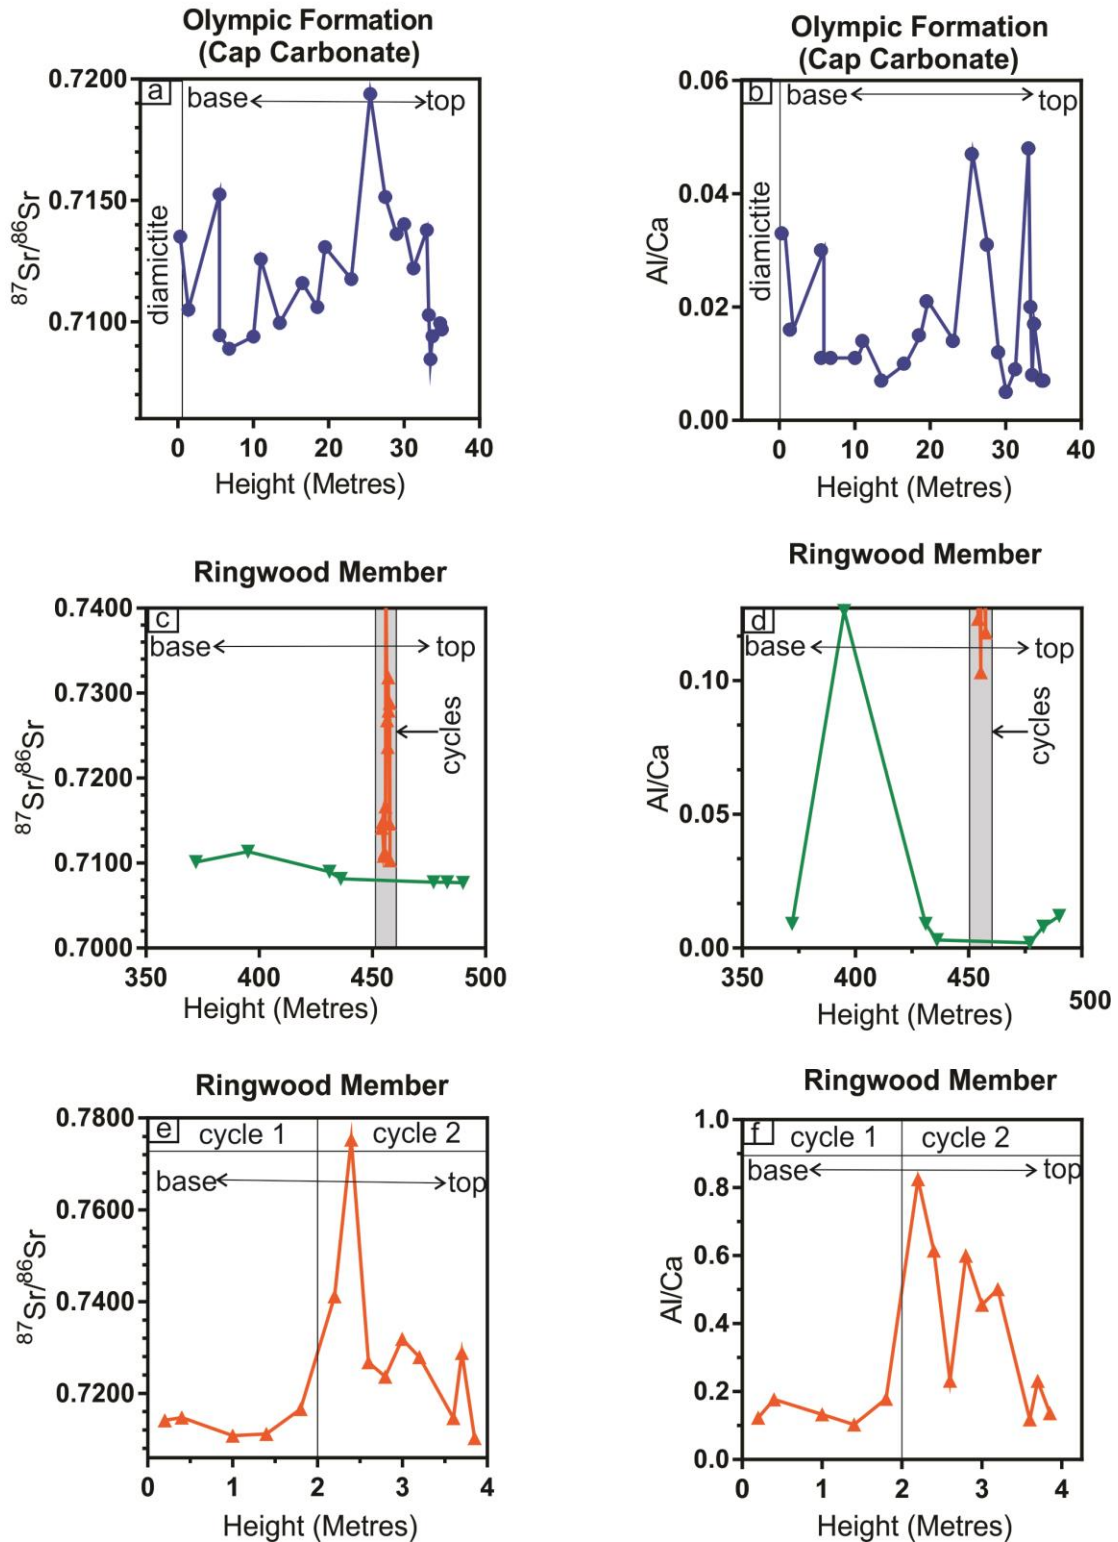 Olympic Formation
(Cap Carbonate)
a
base
top
diamictite
87Sr/86Sr
0.7200
0.7150
0.7100
0 10 20 30 40
Height (Metres)
Olympic Formation
(Cap Carbonate)
b
base
top
diamictite
Al/Ca
0.06
0.04
0.02
0.00
0 10 20 30 40
Height (Metres)
Ringwood Member
c
base
top
cycles
87Sr/86Sr
0.7400
0.7300
0.7200
0.7100
0.7000
350 400 450 500
Height (Metres)
Ringwood Member
d
base
top
cycles
Al/Ca
0.10
0.05
0.00
350 400 450 500
Height (Metres)
Ringwood Member
e
cycle 1 cycle 2
base
top
87Sr/86Sr
0.7800
0.7600
0.7400
0.7200
0 1 2 3 4
Height (Metres)
Ringwood Member
f
cycle 1 cycle 2
base
top
Al/Ca
1.0
0.8
0.6
0.4
0.2
0.0
0 1 2 3 4
Height (Metres)